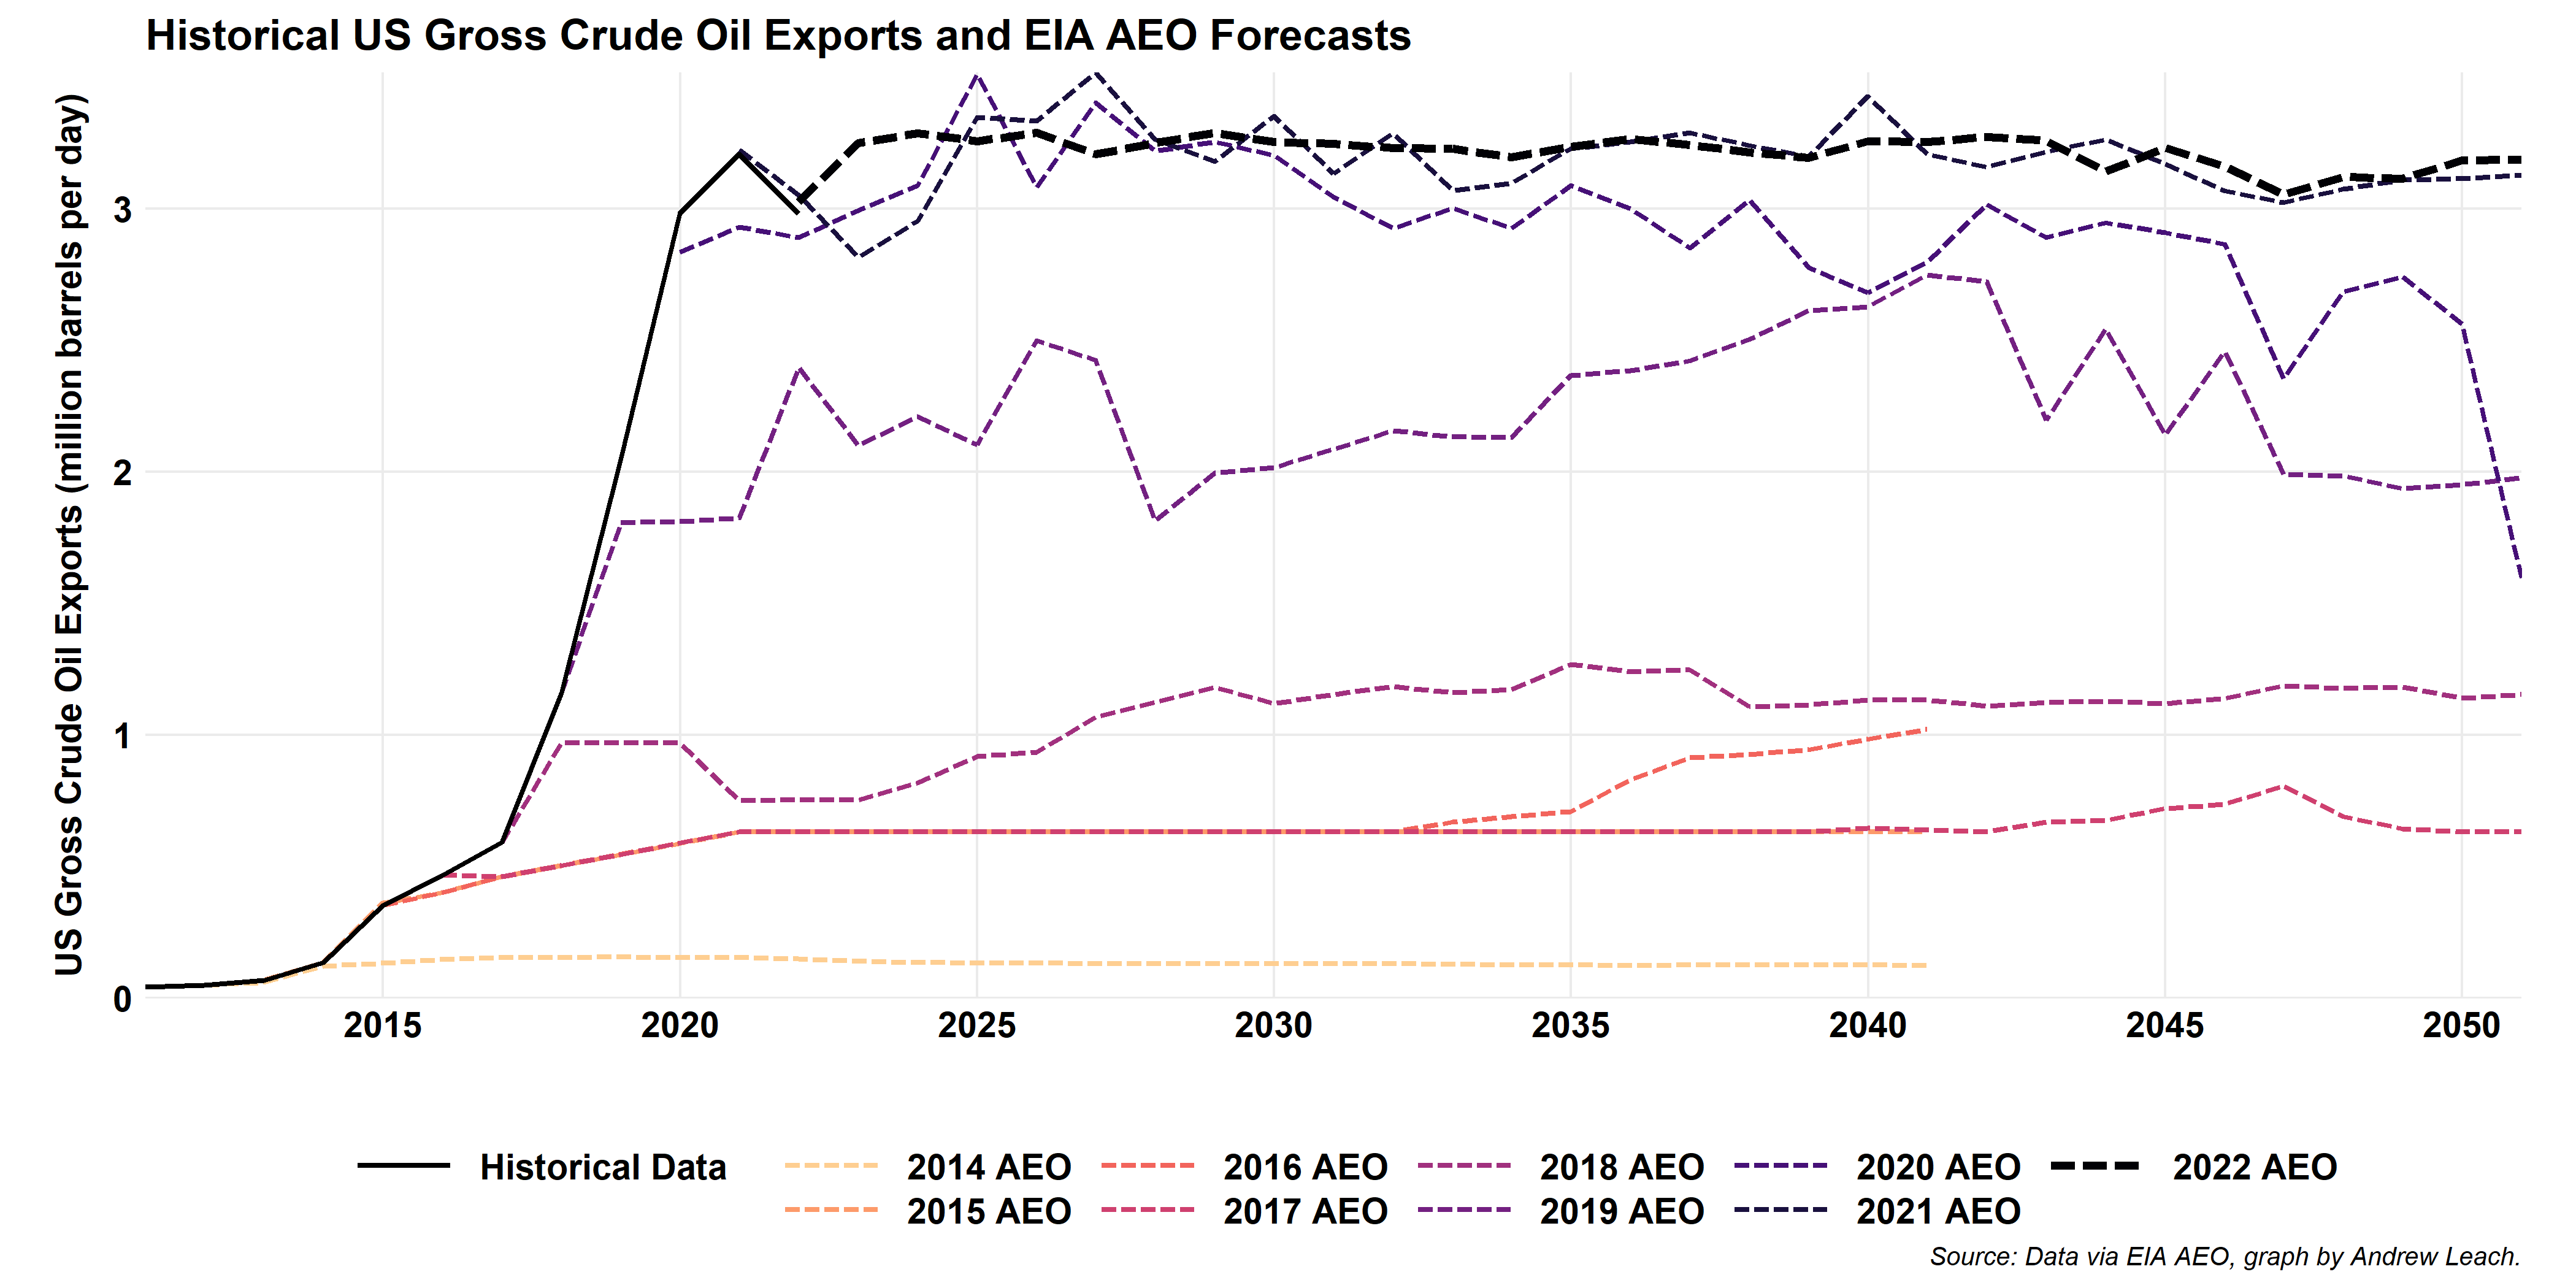 Historical US Gross Crude Oil Exports and EIA AEO Forecasts
US Gross Crude Oil Exports (million barrels per day)
3
2
1
0
2015 2020 2025 2030 2035 2040 2045 2050
Historical Data 2014 AEO 2016 AEO 2018 AEO 2020 AEO 2022 AEO
2015 AEO 2017 AEO 2019 AEO 2021 AEO
Source: Data via EIA AEO, graph by Andrew Leach.